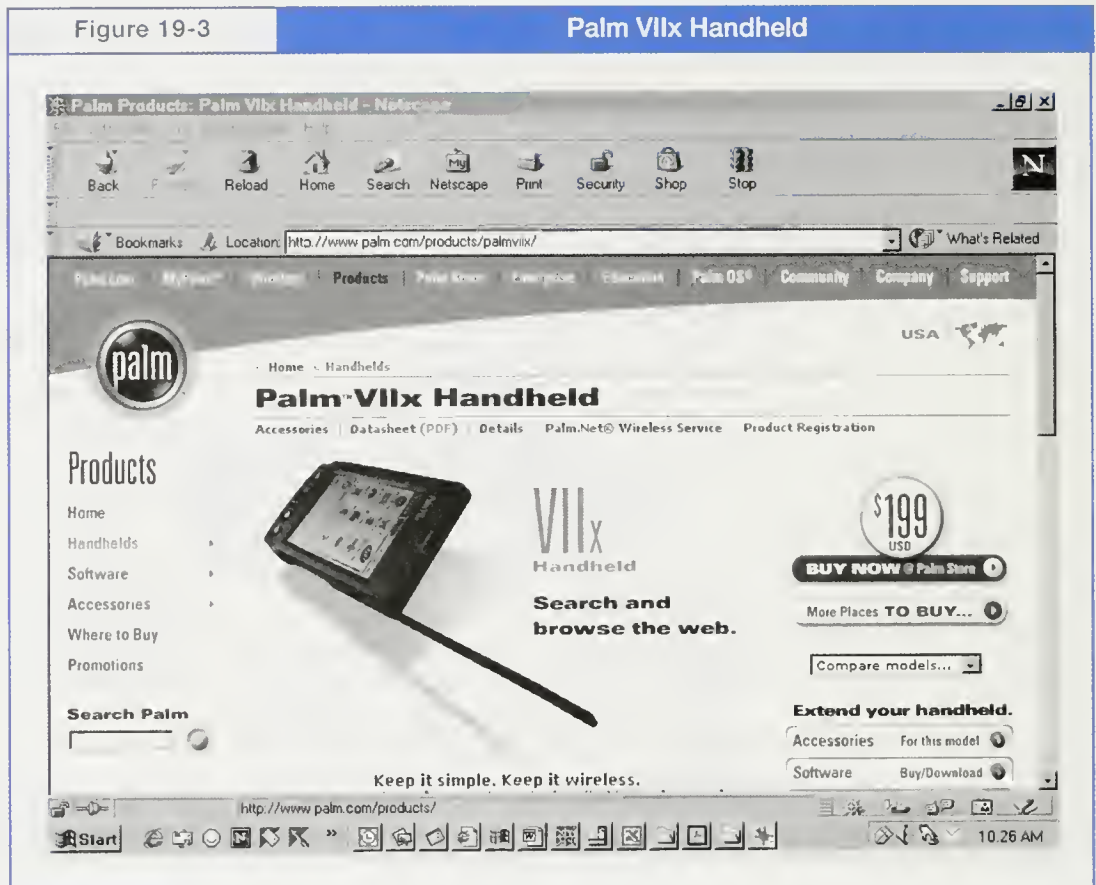 Figure 19-3
Palm VIIx Handheld
Palm Products: Palm VIIx Handheld - Netscape
Back
Reload
Home
Search
Netscape
Print
Security
Shop
Stop
N
Bookmarks
Location: http://www.palm.com/products/palmviix/
What's Related
Products
Palm OS®
Community
Company
Support
USA
palm
Home
Handhelds
Palm™ VIIx Handheld
Accessories
Datasheet (PDF)
Details
Palm.Net® Wireless Service
Product Registration
Products
Home
Handhelds
Software
Accessories
Where to Buy
Promotions
Search Palm
VIIx
Handheld
Search and
browse the web.
$199
USD
BUY NOW @ Palm Store
More Places TO BUY...
Compare models...
Extend your handheld.
Accessories For this model
Software Buy/Download
Keep it simple. Keep it wireless.
http://www.palm.com/products/
Start
10:26 AM